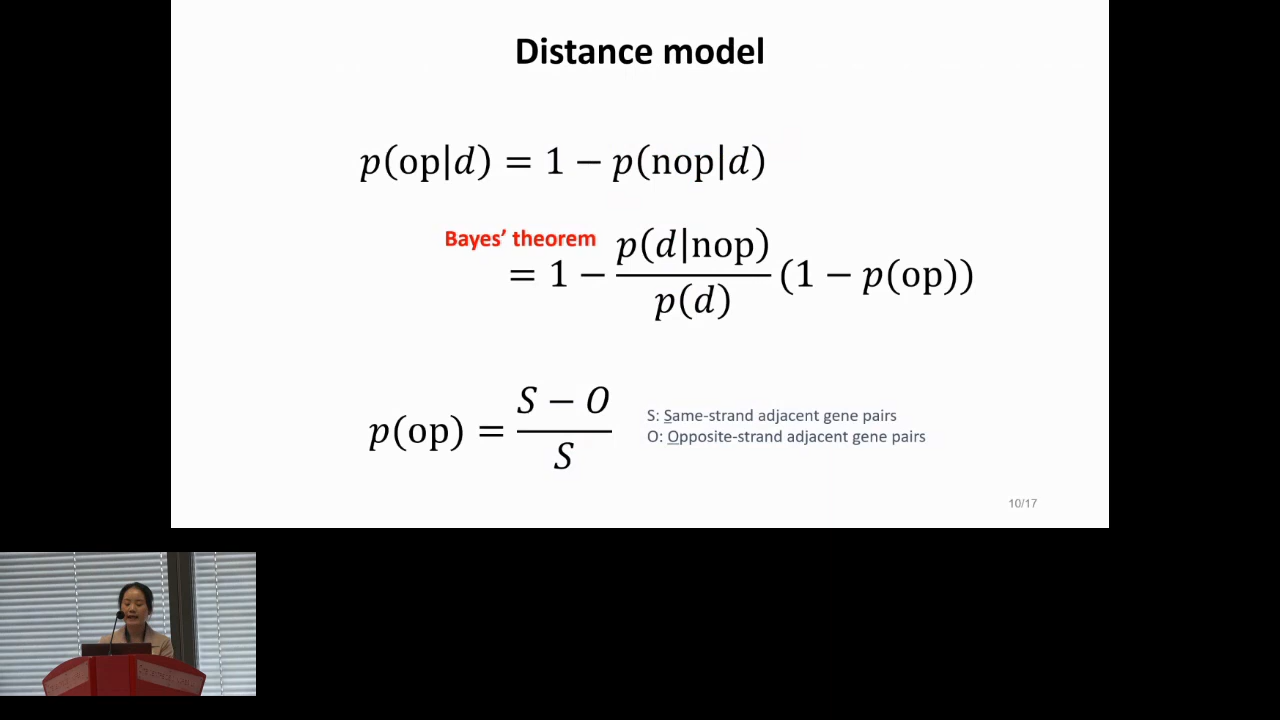 Distance model
p(op|d) = 1 − p(nop|d)
Bayes’ theorem
= 1 − p(d|nop)/p(d) (1 − p(op))
p(op) = (S − O)/S
S: Same-strand adjacent gene pairs
O: Opposite-strand adjacent gene pairs
10/17